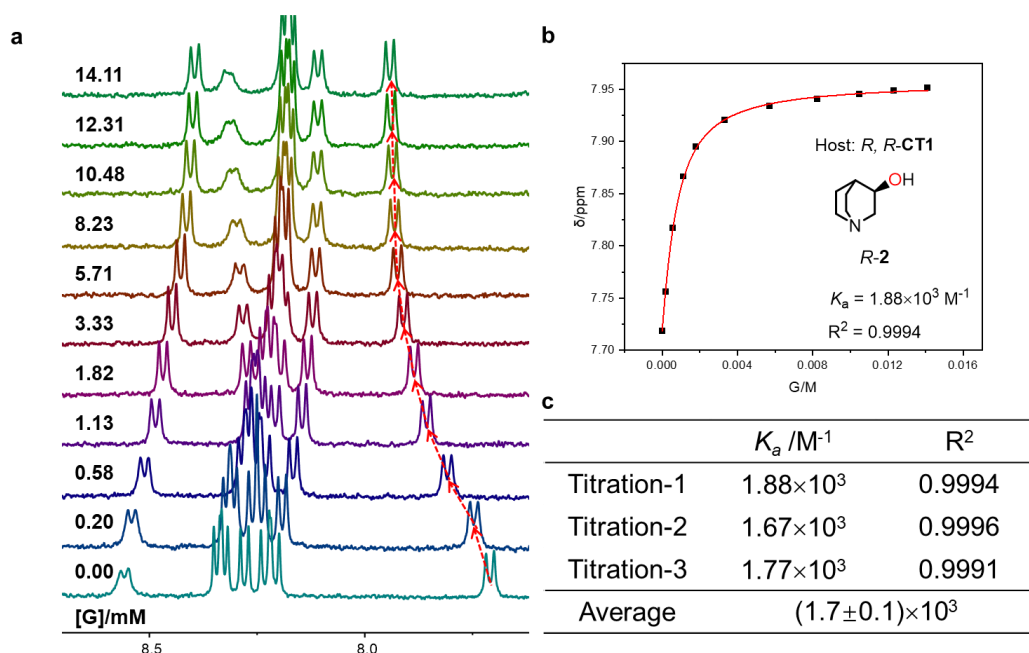 a
14.11
12.31
10.48
8.23
5.71
3.33
1.82
1.13
0.58
0.20
0.00
[G]/mM
8.5 8.0
b
7.95
7.90
7.85
7.80
7.75
7.70
δ/ppm
0.000 0.004 0.008 0.012 0.016
G/M
Host: R, R-CT1
OH
N
R-2
Ka = 1.88×10³ M⁻¹
R² = 0.9994
c
Ka /M⁻¹ R²
Titration-1 1.88×10³ 0.9994
Titration-2 1.67×10³ 0.9996
Titration-3 1.77×10³ 0.9991
Average (1.7±0.1)×10³